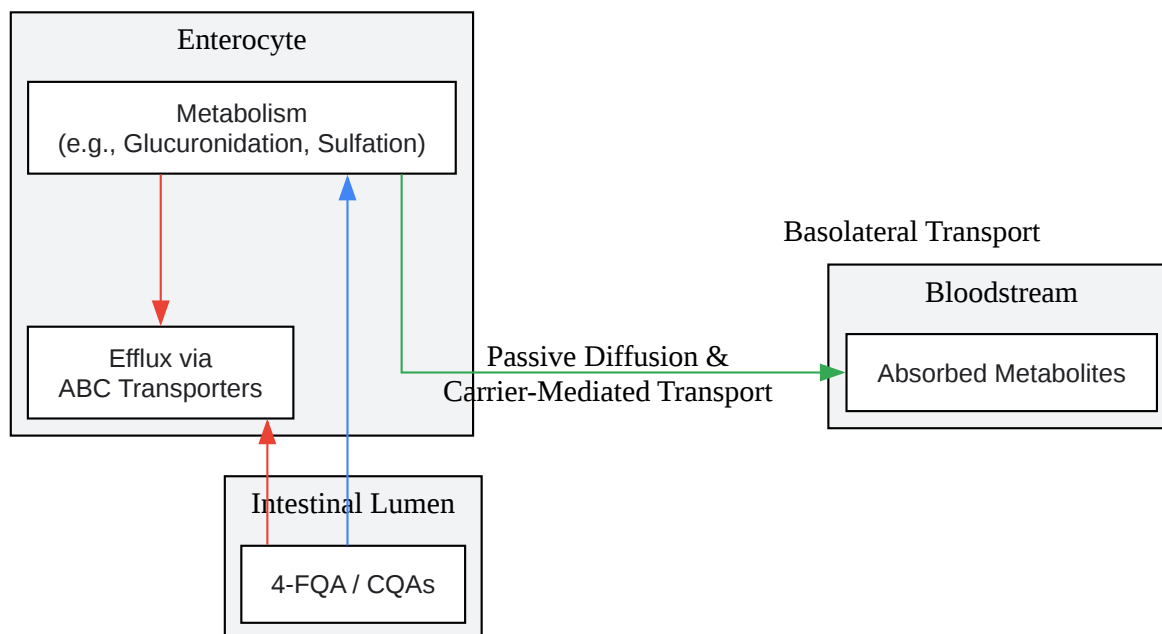 Enterocyte
Metabolism
(e.g., Glucuronidation, Sulfation)
Basolateral Transport
Bloodstream
Efflux via
ABC Transporters
Passive Diffusion &
Carrier-Mediated Transport
Absorbed Metabolites
Intestinal Lumen
4-FQA / CQAs